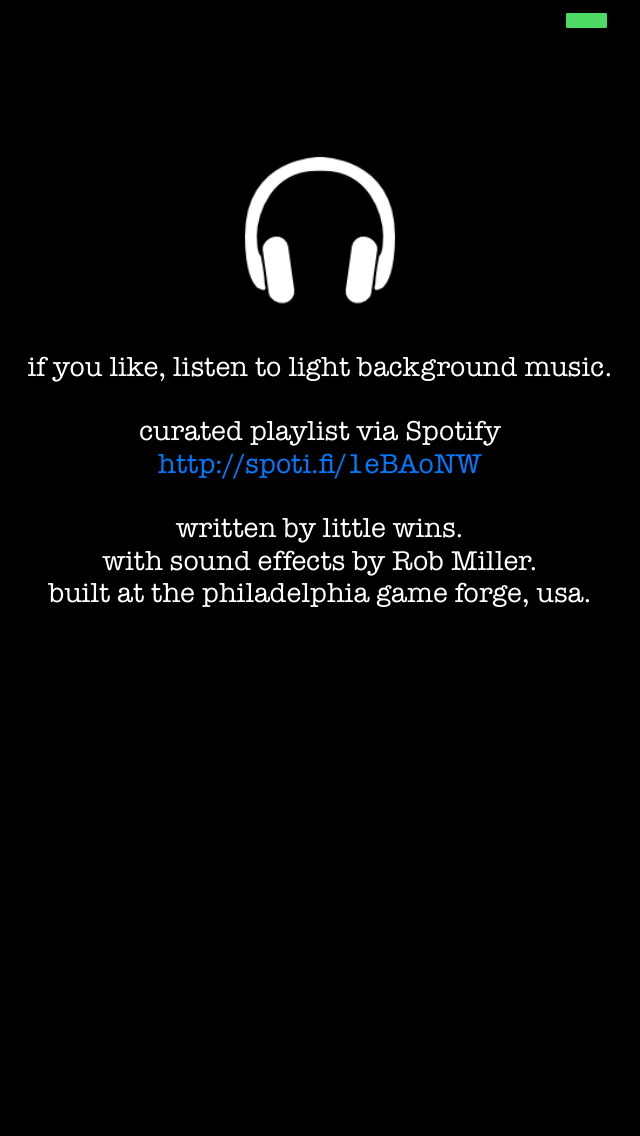 if you like, listen to light background music.
curated playlist via Spotify
http://spoti.fi/1eBAoNW
written by little wins.
with sound effects by Rob Miller.
built at the philadelphia game forge, usa.